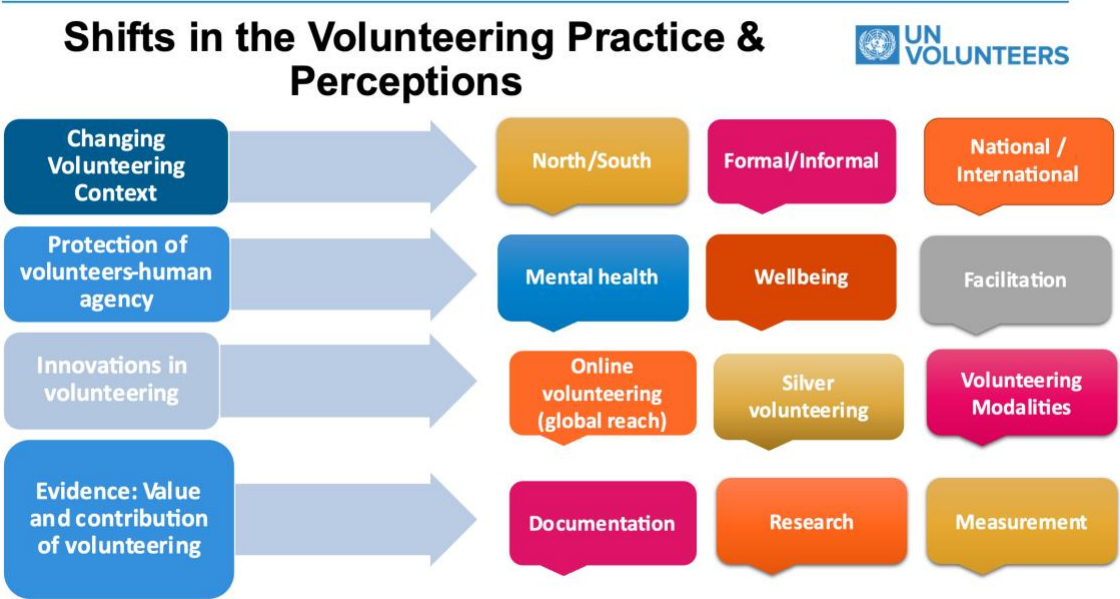 Shifts in the Volunteering Practice &
Perceptions
UN
VOLUNTEERS
Changing
Volunteering
Context
North/South
Formal/Informal
National /
International
Protection of
volunteers-human
agency
Mental health
Wellbeing
Facilitation
Innovations in
volunteering
Online
volunteering
(global reach)
Silver
volunteering
Volunteering
Modalities
Evidence: Value
and contribution
of volunteering
Documentation
Research
Measurement